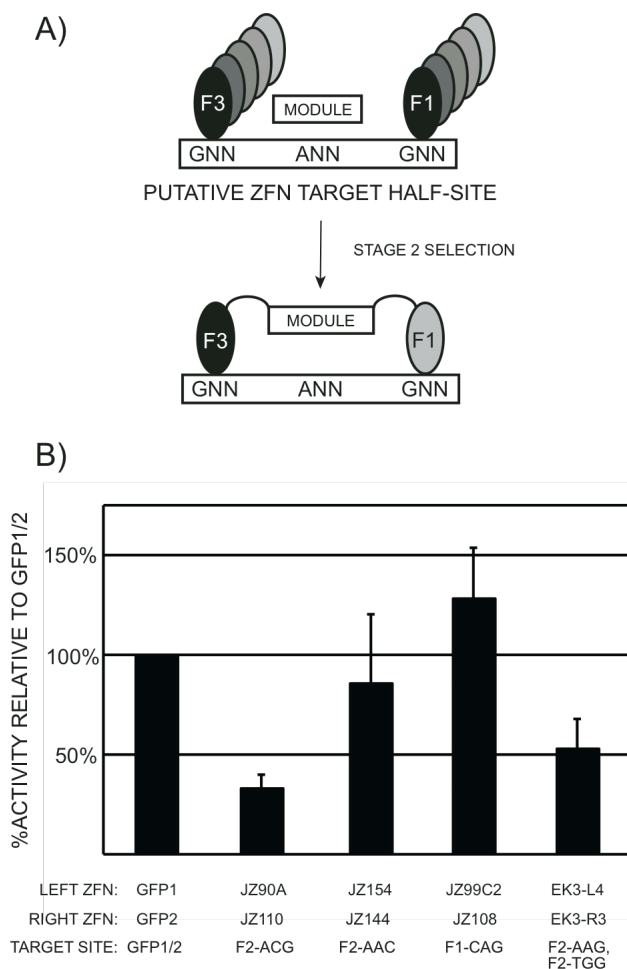 A)
F3 MODULE F1
GNN ANN GNN
PUTATIVE ZFN TARGET HALF-SITE
STAGE 2 SELECTION
F3 MODULE F1
GNN ANN GNN
B)
%ACTIVITY RELATIVE TO GFP1/2
150%
100%
50%
LEFT ZFN: GFP1 JZ90A JZ154 JZ99C2 EK3-L4
RIGHT ZFN: GFP2 JZ110 JZ144 JZ108 EK3-R3
TARGET SITE: GFP1/2 F2-ACG F2-AAC F1-CAG F2-AAG,
F2-TGG